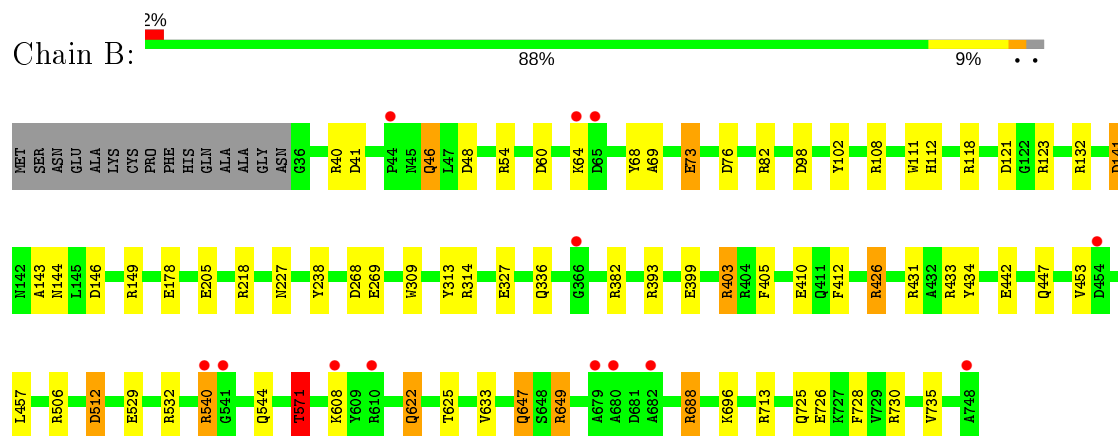 2%
Chain B:
88% 9% • •
MET SER ASN GLU ALA LYS CYS PRO PHE HIS GLN ALA ALA GLY ASN G36 R40 D41 P44 N45 Q46 L47 D48 R54 D60 K64 D65 Y68 A69 E73 D76 R82 D98 Y102 R108 W111 H112 R118 D121 G122 R123 R132 D141
N142 A143 N144 L145 D146 R149 E178 E205 R218 N227 Y238 D268 E269 W309 Y313 R314 E327 Q336 G366 R382 R393 E399 R403 R404 F405 E410 Q411 F412 R426 R431 A432 R433 Y434 E442 Q447 V453 D454
L457 R506 D512 E529 R532 R540 G541 Q544 T571 K608 Y609 R610 Q622 T625 V633 Q647 S648 R649 A679 A680 D681 A682 R688 K696 R713 Q725 E726 K727 F728 V729 R730 V735 A748